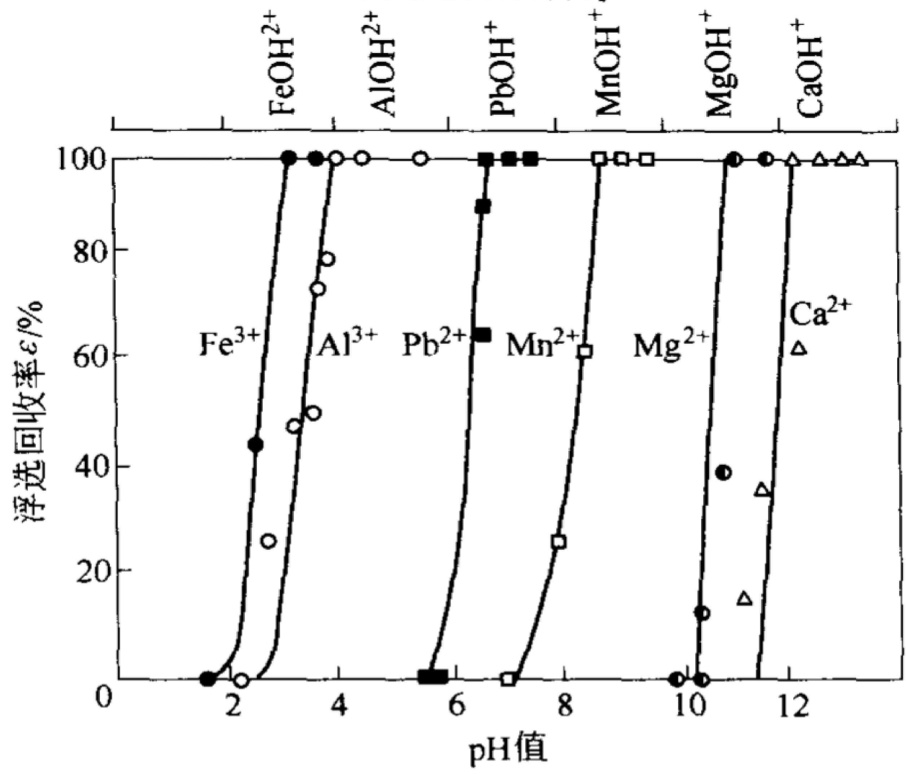 FeOH²⁺
AlOH²⁺
PbOH⁺
MnOH⁺
MgOH⁺
CaOH⁺
100
80
60
40
20
0
浮选回收率ε/%
Fe³⁺
Al³⁺
Pb²⁺
Mn²⁺
Mg²⁺
Ca²⁺
2 4 6 8 10 12
pH值